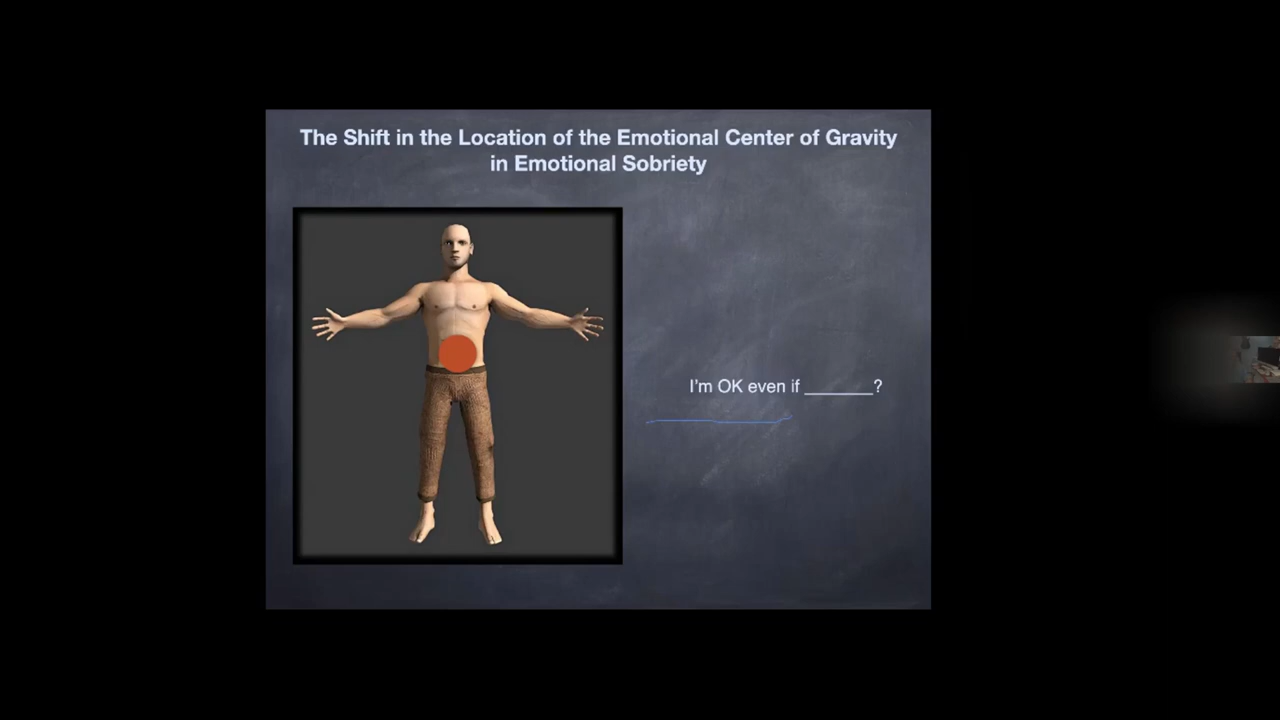 The Shift in the Location of the Emotional Center of Gravity
in Emotional Sobriety
I'm OK even if _______?